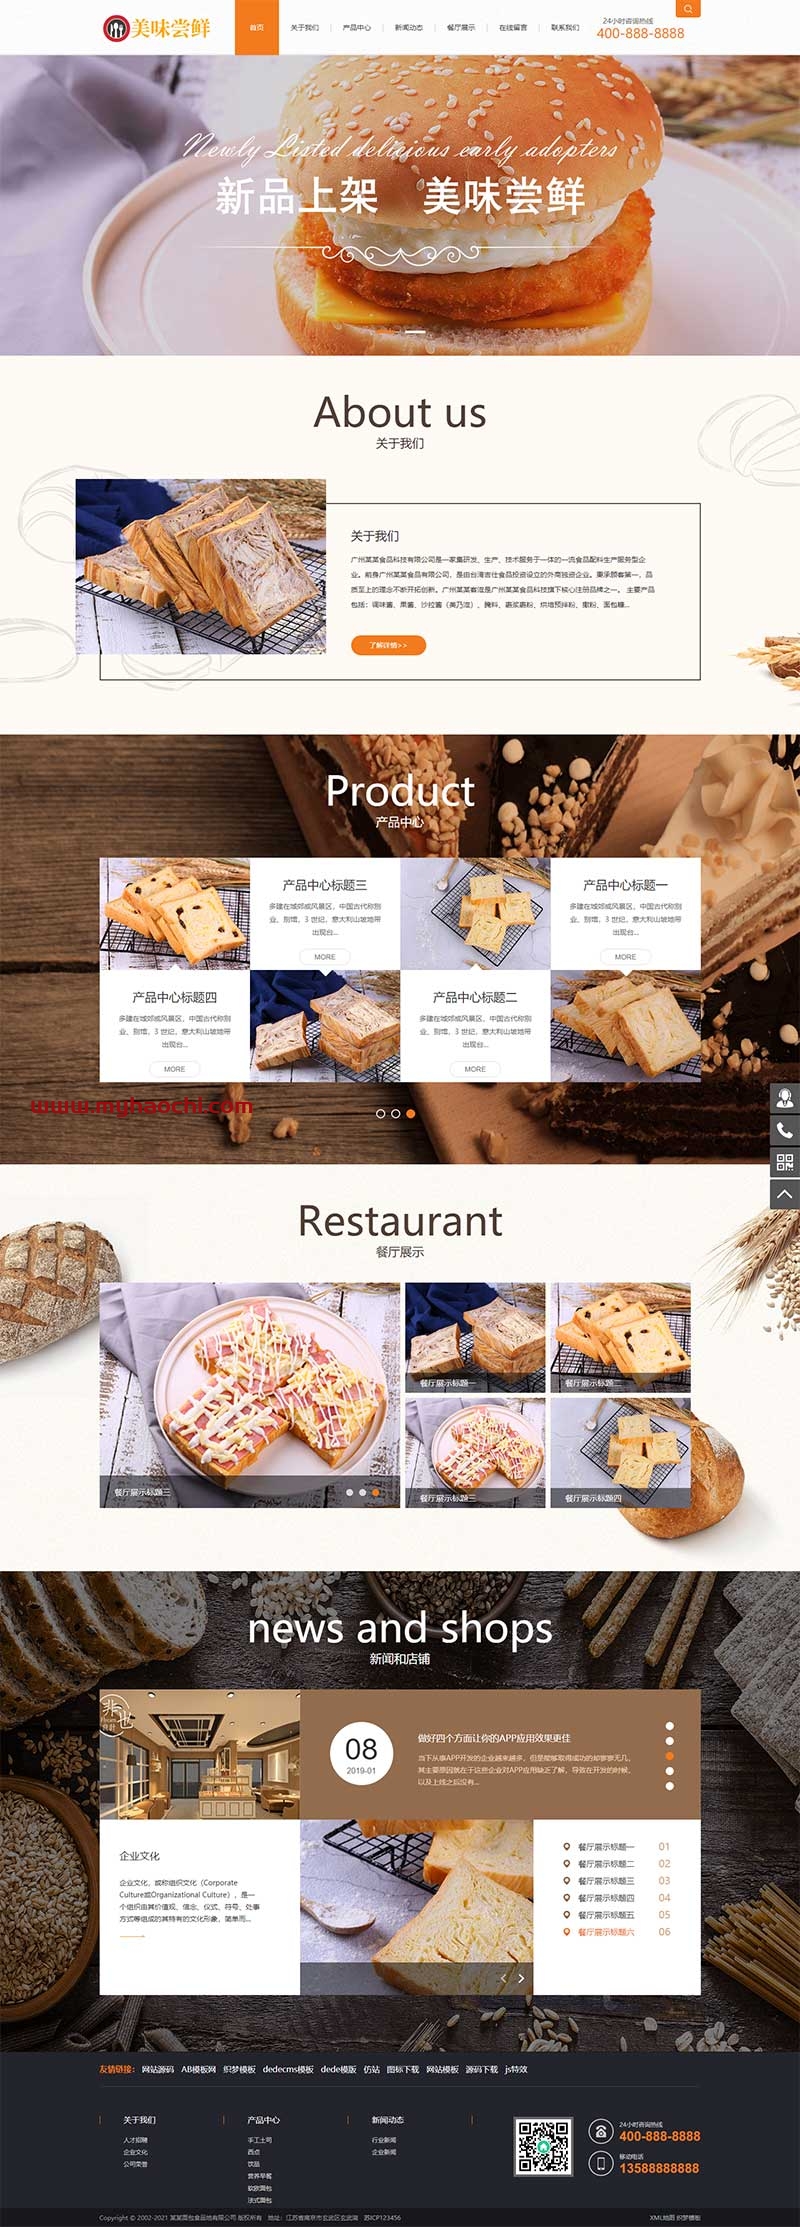 美味尝鲜
首页
关于我们
产品中心
新闻动态
餐厅展示
在线留言
联系我们
24小时咨询热线
400-888-8888
Newly Listed delicious early adopters
新品上架 美味尝鲜
About us
关于我们
关于我们
广州某某食品科技有限公司是一家集研发、生产、技术服务于一体的一流食品配料生产服务型企
业。前身广州某某食品有限公司，是由台湾吉仕食品投资设立的外商独资企业。秉承顾客第一，品
质至上的理念不断开拓创新。广州某某客滋是广州某某食品科技旗下核心注册品牌之一。 主要产品
包括：调味酱、果酱、沙拉酱（美乃滋）、腌料、裹浆裹粉、烘培预拌粉、撒粉、面包糠...
了解详情>>
Product
产品中心
产品中心标题三
多建在城郊或风景区，中国古代称别
业、别馆，3 世纪，意大利山坡地带
出现台...
MORE
产品中心标题一
多建在城郊或风景区，中国古代称别
业、别馆，3 世纪，意大利山坡地带
出现台...
MORE
产品中心标题四
多建在城郊或风景区，中国古代称别
业、别馆，3 世纪，意大利山坡地带
出现台...
MORE
产品中心标题二
多建在城郊或风景区，中国古代称别
业、别馆，3 世纪，意大利山坡地带
出现台...
MORE
www.myhaochi.com
Restaurant
餐厅展示
餐厅展示标题三
餐厅展示标题一
餐厅展示标题二
餐厅展示标题三
餐厅展示标题四
news and shops
新闻和店铺
08
2019-01
做好四个方面让你的APP应用效果更佳
当下从事APP开发的企业越来越多，但是能够取得成功的却寥寥无几，
其主要原因就在于这些企业对APP应用缺乏了解，导致在开发的时候，
以及上线之后没有...
企业文化
企业文化，或称组织文化（Corporate
Culture或Organizational Culture），是一
个组织由其价值观、信念、仪式、符号、处事
方式等组成的其特有的文化形象，简单而...
餐厅展示标题一 01
餐厅展示标题二 02
餐厅展示标题三 03
餐厅展示标题四 04
餐厅展示标题五 05
餐厅展示标题六 06
友情链接： 网站源码 AB模板网 织梦模板 dedecms模板 dede模版 仿站 图标下载 网站模板 源码下载 js特效
关于我们
人才招聘
企业文化
公司荣誉
产品中心
手工土司
西点
饮品
营养早餐
软欧面包
法式面包
新闻动态
行业新闻
企业新闻
24小时咨询热线
400-888-8888
移动电话
13588888888
Copyright © 2002-2021 某某面包食品地有限公司 版权所有 地址：江苏省南京市玄武区玄武湖 苏ICP123456
XML地图 织梦模板